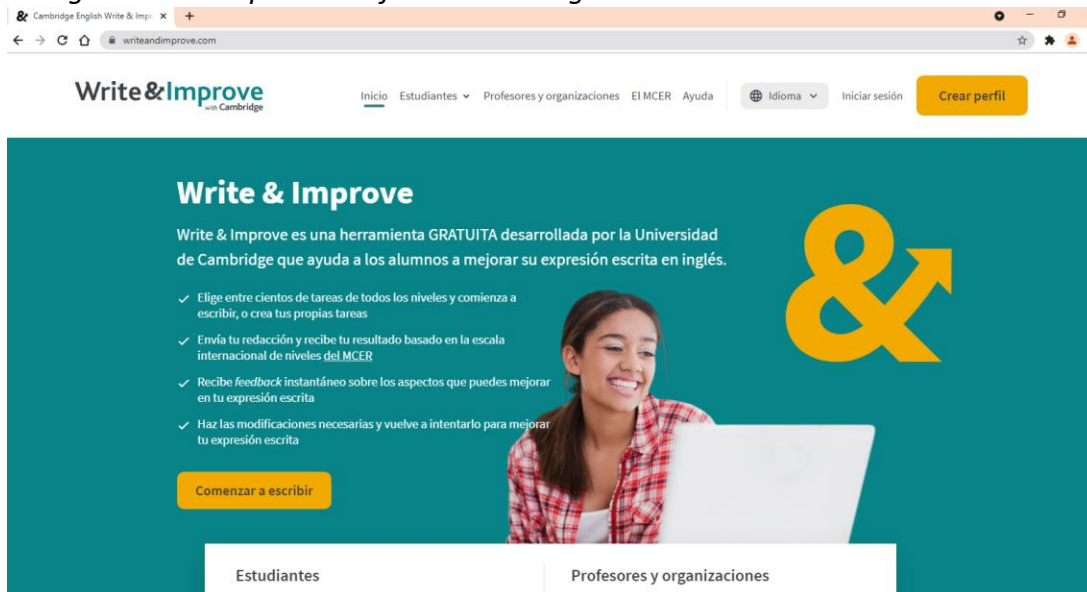 Cambridge English Write & Impr
writeandimprove.com
Write & Improve
with Cambridge
Inicio Estudiantes Profesores y organizaciones El MCER Ayuda Idioma Iniciar sesión Crear perfil
Write & Improve
Write & Improve es una herramienta GRATUITA desarrollada por la Universidad
de Cambridge que ayuda a los alumnos a mejorar su expresión escrita en inglés.
Elige entre cientos de tareas de todos los niveles y comienza a
escribir, o crea tus propias tareas
Envía tu redacción y recibe tu resultado basado en la escala
internacional de niveles del MCER
Recibe feedback instantáneo sobre los aspectos que puedes mejorar
en tu expresión escrita
Haz las modificaciones necesarias y vuelve a intentarlo para mejorar
tu expresión escrita
Comenzar a escribir
&
Estudiantes Profesores y organizaciones